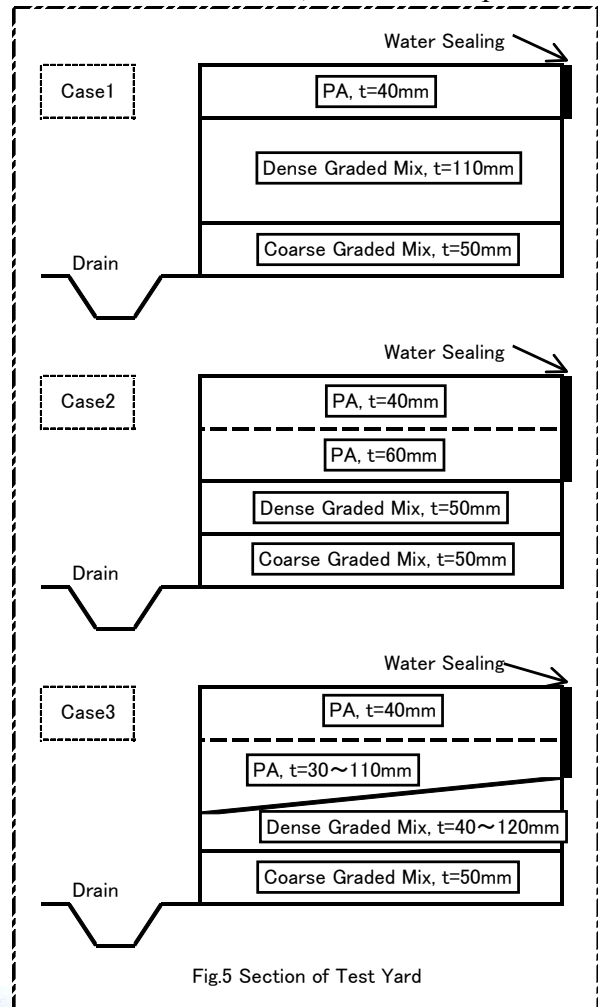 Water Sealing
Case1
PA, t=40mm
Dense Graded Mix, t=110mm
Coarse Graded Mix, t=50mm
Drain
Water Sealing
Case2
PA, t=40mm
PA, t=60mm
Dense Graded Mix, t=50mm
Coarse Graded Mix, t=50mm
Drain
Water Sealing
Case3
PA, t=40mm
PA, t=30～110mm
Dense Graded Mix, t=40～120mm
Coarse Graded Mix, t=50mm
Drain
Fig.5 Section of Test Yard